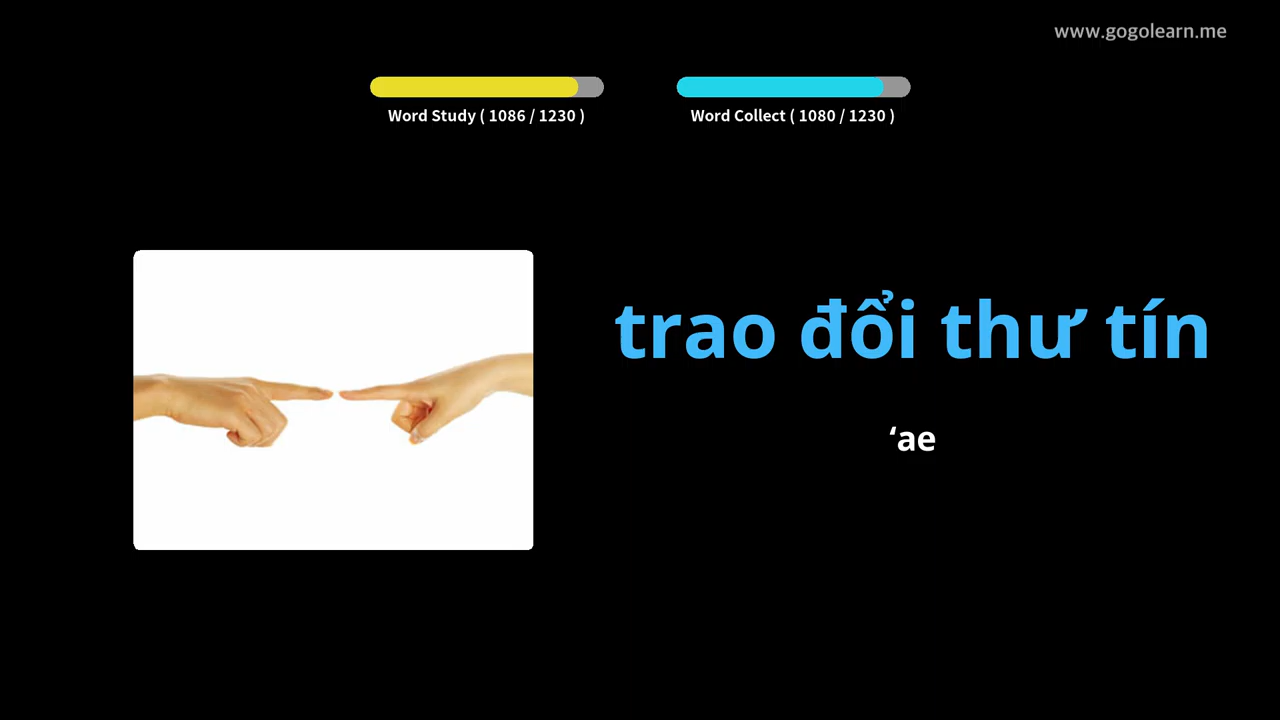 www.gogolearn.me
Word Study ( 1086 / 1230 )
Word Collect ( 1080 / 1230 )
trao đổi thư tín
‘ae